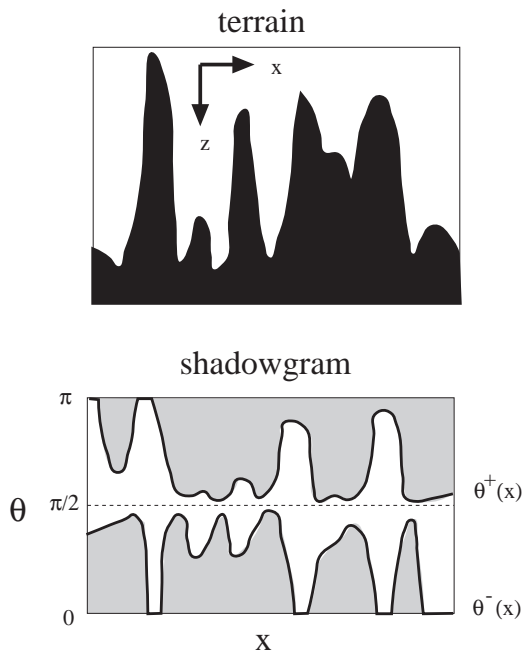 terrain
x
z
shadowgram
π
θ⁺(x)
π/2
θ
θ⁻(x)
0
x